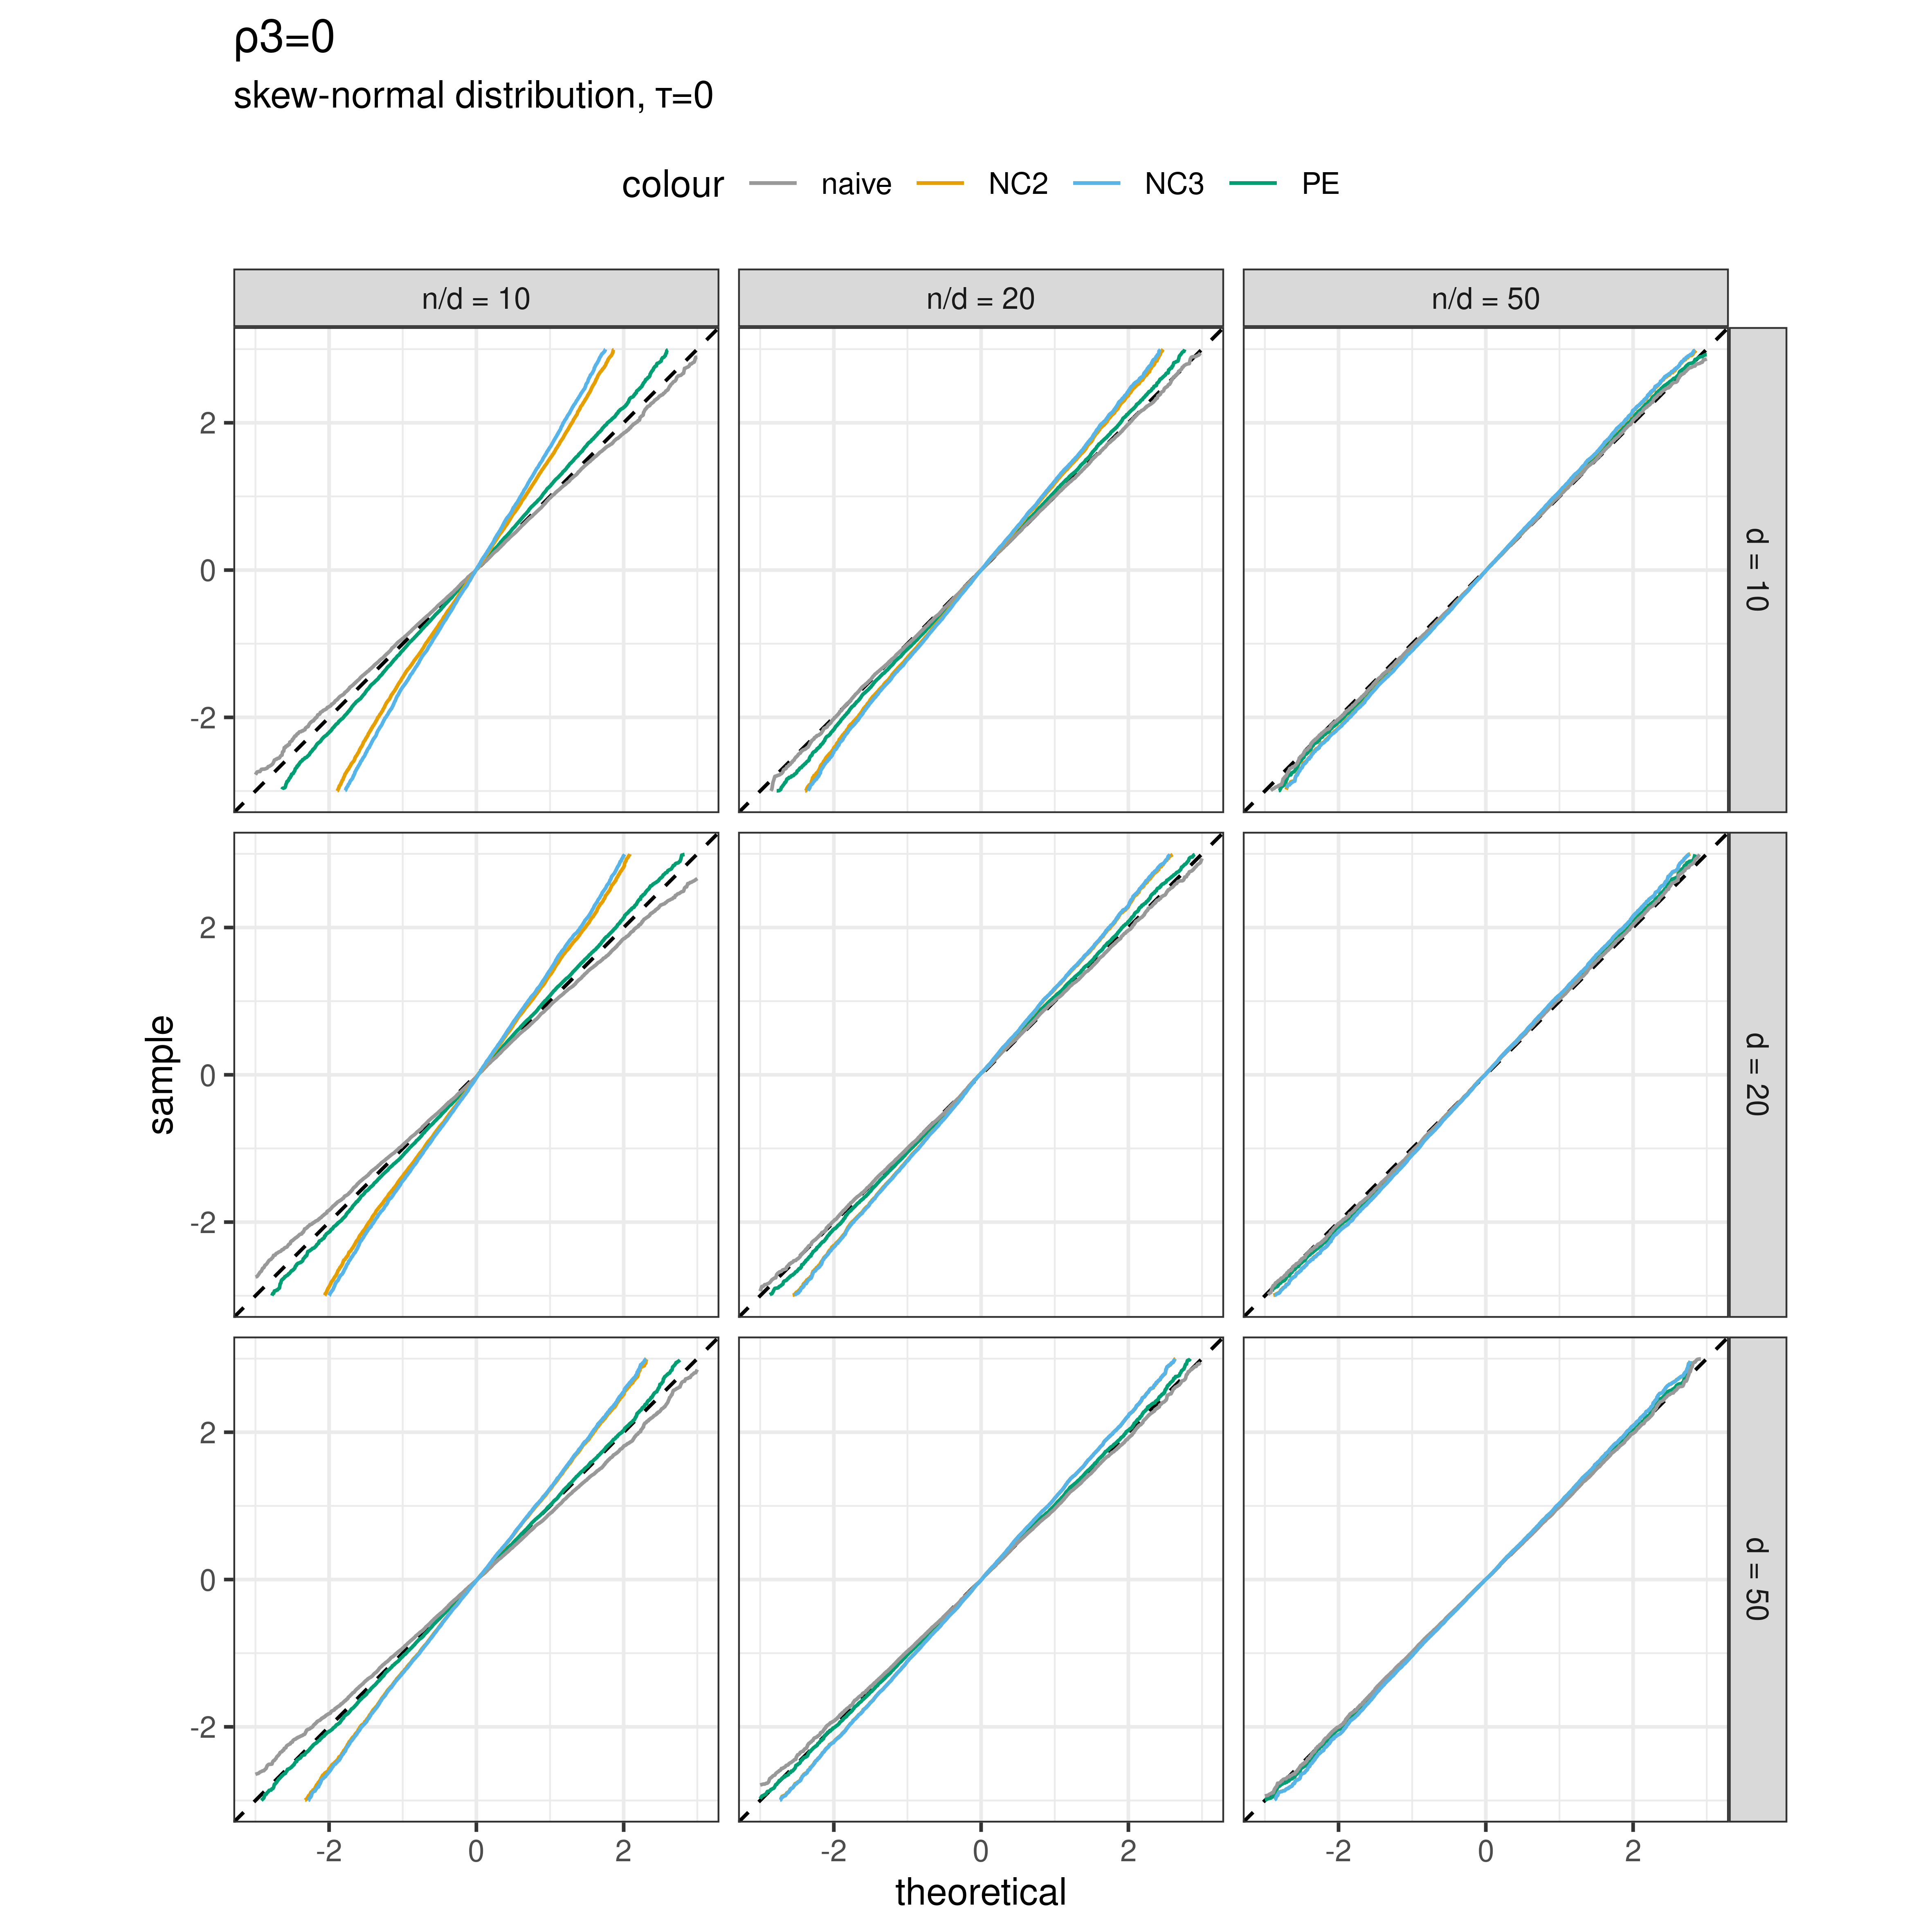 ρ3=0
skew-normal distribution, τ=0
colour naive NC2 NC3 PE
n/d = 10 n/d = 20 n/d = 50
2
0
-2
d = 10
2
0
-2
d = 20
sample
2
0
-2
d = 50
-2 0 2 -2 0 2 -2 0 2
theoretical